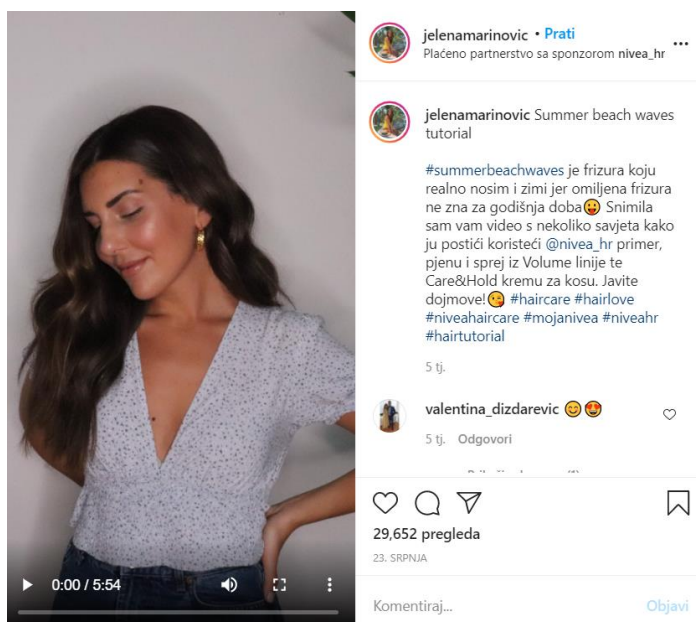 jelenamarinovic • Prati
Plaćeno partnerstvo sa sponzorom nivea_hr
jelenamarinovic Summer beach waves
tutorial
#summerbeachwaves je frizura koju
realno nosim i zimi jer omiljena frizura
ne zna za godišnja doba😛 Snimila
sam vam video s nekoliko savjeta kako
ju postići koristeći @nivea_hr primer,
pjenu i sprej iz Volume linije te
Care&Hold kremu za kosu. Javite
dojmove!😘 #haircare #hairlove
#niveahaircare #mojanivea #niveahr
#hairtutorial
5 tj.
valentina_dizdarevic 😊😍
5 tj. Odgovori
29,652 pregleda
23. SRPNJA
0:00 / 5:54
Komentiraj...
Objavi